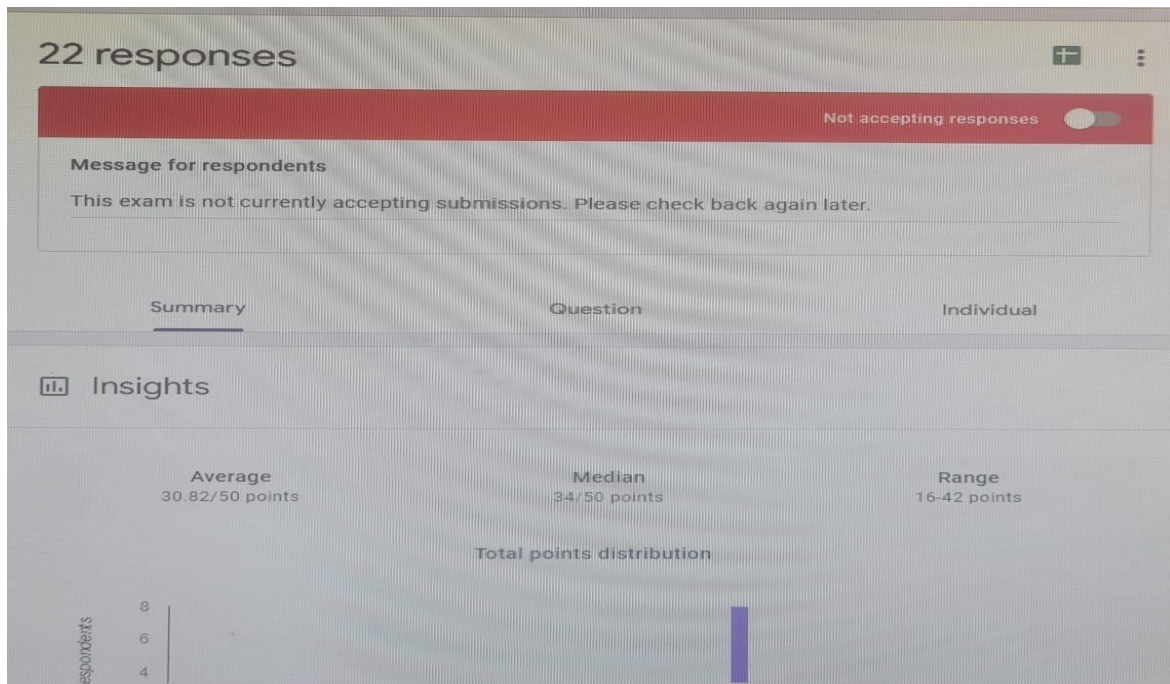 22 responses
Not accepting responses
Message for respondents
This exam is not currently accepting submissions. Please check back again later.
Summary Question Individual
Insights
Average Median Range
30.82/50 points 34/50 points 16-42 points
Total points distribution
8
6
4